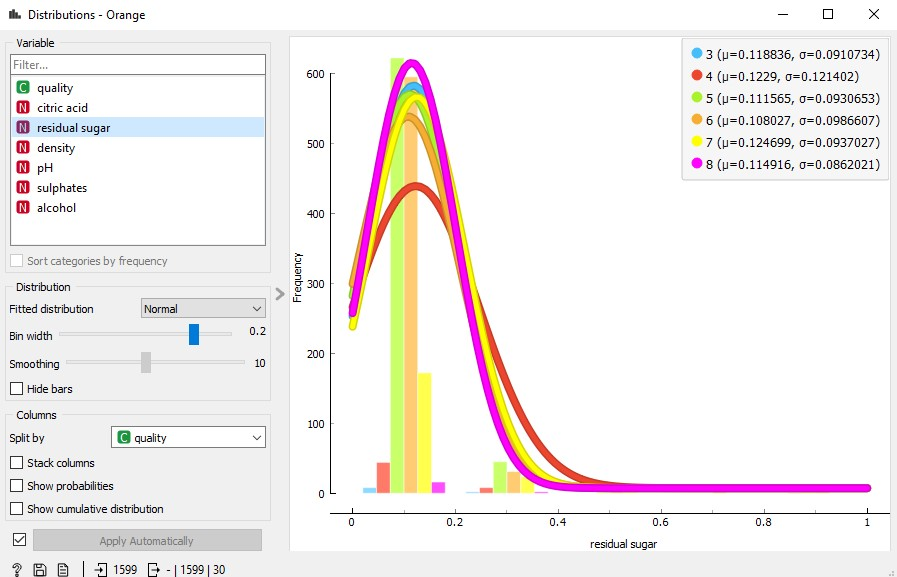 Distributions - Orange
Variable
Filter...
C quality
N citric acid
N residual sugar
N density
N pH
N sulphates
N alcohol
Sort categories by frequency
Distribution
Fitted distribution Normal
Bin width 0.2
Smoothing 10
Hide bars
Columns
Split by C quality
Stack columns
Show probabilities
Show cumulative distribution
Apply Automatically
? 1599 - | 1599 | 30
3 (μ=0.118836, σ=0.0910734)
4 (μ=0.1229, σ=0.121402)
5 (μ=0.111565, σ=0.0930653)
6 (μ=0.108027, σ=0.0986607)
7 (μ=0.124699, σ=0.0937027)
8 (μ=0.114916, σ=0.0862021)
Frequency
600
500
400
300
200
100
0
0 0.2 0.4 0.6 0.8 1
residual sugar